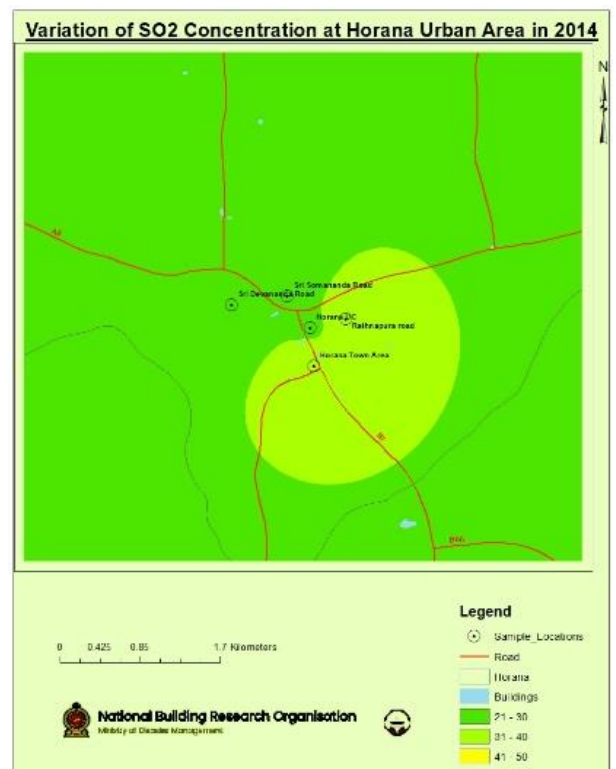 Variation of SO2 Concentration at Horana Urban Area in 2014
N
A8
Sri Somananda Road
Sri Devananda Road
Horana UC
Rathnapura road
Horana Town Area
Legend
Sample_Locations
Road
Horana
Buildings
21 - 30
31 - 40
41 - 50
0 0.425 0.85 1.7 Kilometers
National Building Research Organisation
Ministry of Disaster Management